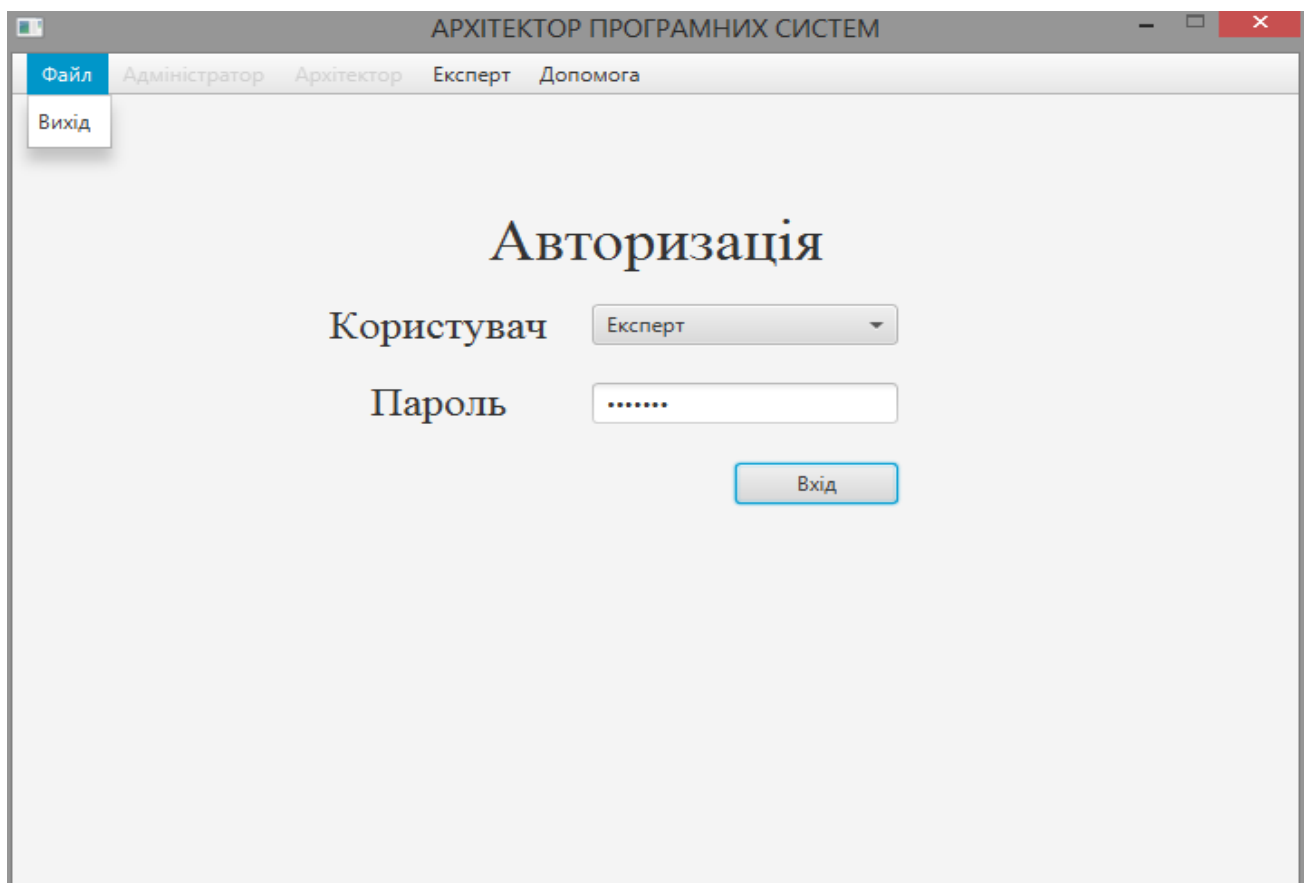 АРХІТЕКТОР ПРОГРАМНИХ СИСТЕМ
Файл Адміністратор Архітектор Експерт Допомога
Вихід
Авторизація
Користувач Експерт
Пароль •••••••
Вхід